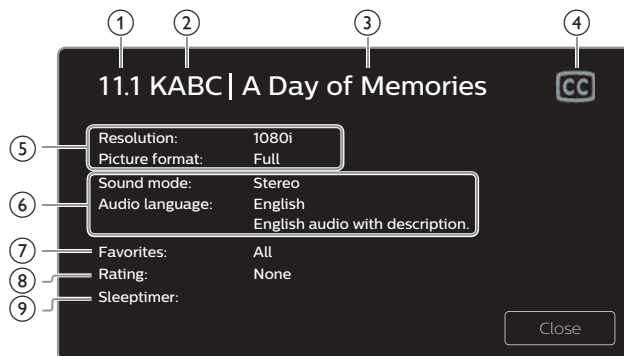 1 2 3 4
11.1 KABC | A Day of Memories CC
5
Resolution: 1080i
Picture format: Full
6
Sound mode: Stereo
Audio language: English
English audio with description.
7 Favorites: All
8 Rating: None
9 Sleeptimer:
Close